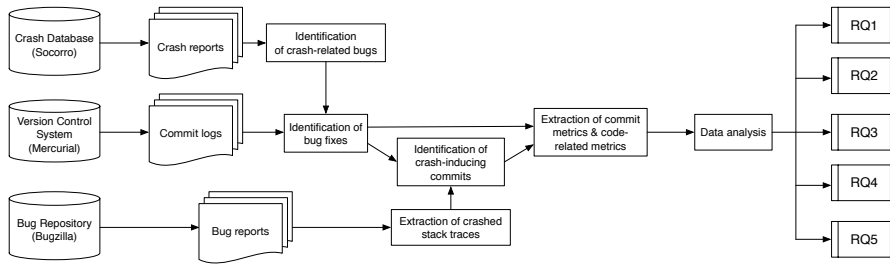 Crash Database
(Socorro)
Crash reports
Identification
of crash-related bugs
Version Control
System
(Mercurial)
Commit logs
Identification of
bug fixes
Identification of
crash-inducing
commits
Extraction of commit
metrics & code-
related metrics
Data analysis
Bug Repository
(Bugzilla)
Bug reports
Extraction of crashed
stack traces
RQ1
RQ2
RQ3
RQ4
RQ5